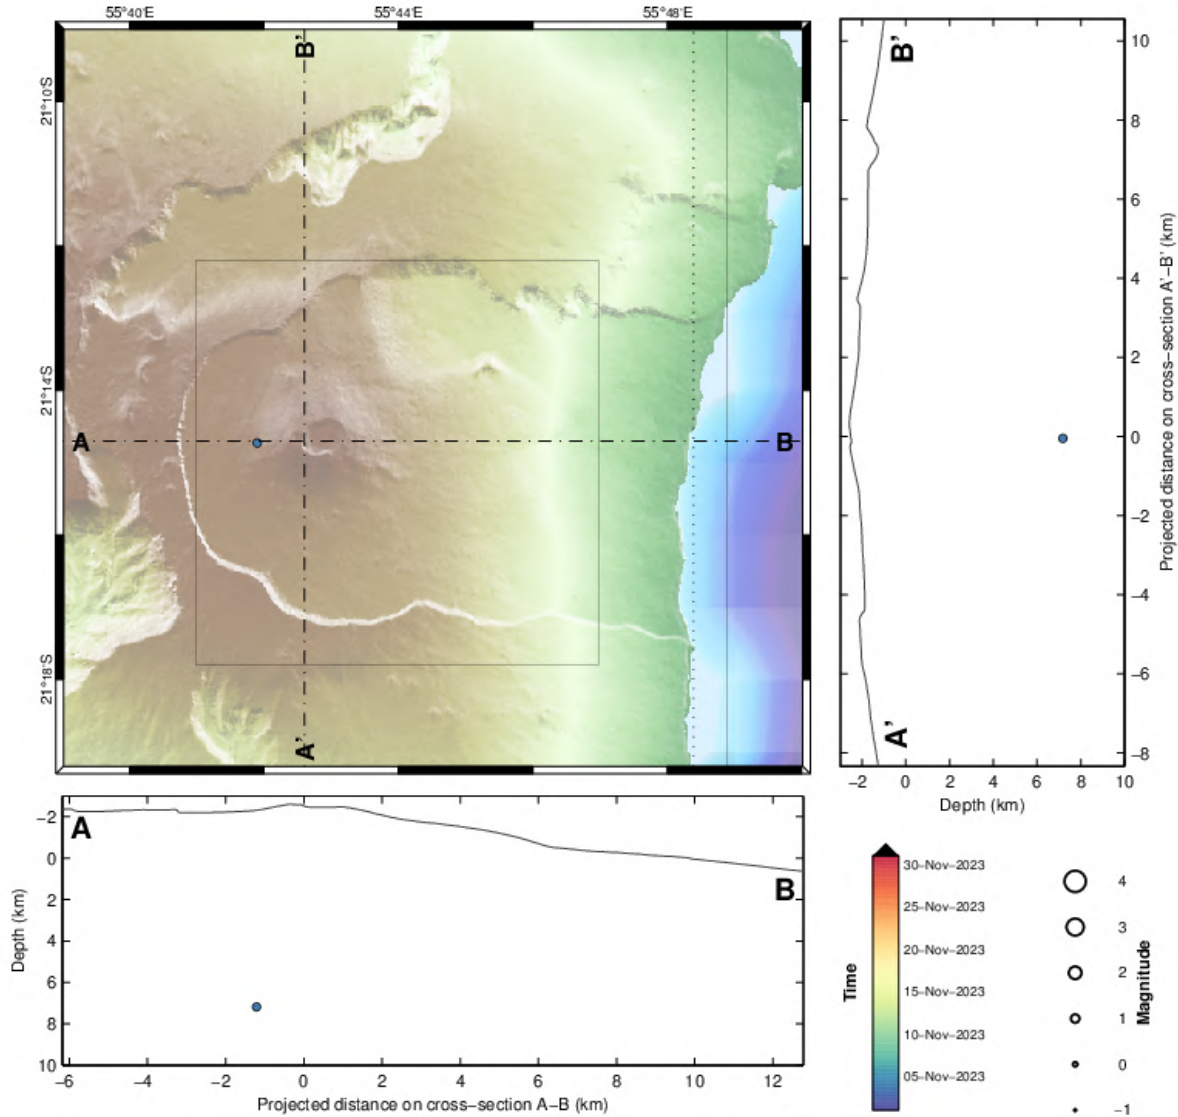 55°40'E 55°44'E 55°48'E
21°10'S
21°14'S
21°18'S
B'
A
B
A'
B'
A'
10
8
6
4
2
0
−2
−4
−6
−8
Projected distance on cross−section A'−B' (km)
−2 0 2 4 6 8 10
Depth (km)
A
B
−2
0
2
4
6
8
10
Depth (km)
−6 −4 −2 0 2 4 6 8 10 12
Projected distance on cross−section A−B (km)
Time
30−Nov−2023
25−Nov−2023
20−Nov−2023
15−Nov−2023
10−Nov−2023
05−Nov−2023
4
3
2
1
0
−1
Magnitude